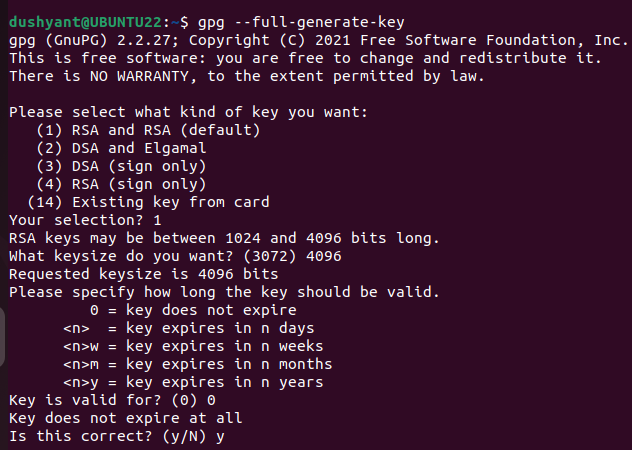 dushyant@UBUNTU22:~$ gpg --full-generate-key
gpg (GnuPG) 2.2.27; Copyright (C) 2021 Free Software Foundation, Inc.
This is free software: you are free to change and redistribute it.
There is NO WARRANTY, to the extent permitted by law.

Please select what kind of key you want:
   (1) RSA and RSA (default)
   (2) DSA and Elgamal
   (3) DSA (sign only)
   (4) RSA (sign only)
  (14) Existing key from card
Your selection? 1
RSA keys may be between 1024 and 4096 bits long.
What keysize do you want? (3072) 4096
Requested keysize is 4096 bits
Please specify how long the key should be valid.
         0 = key does not expire
      <n>  = key expires in n days
      <n>w = key expires in n weeks
      <n>m = key expires in n months
      <n>y = key expires in n years
Key is valid for? (0) 0
Key does not expire at all
Is this correct? (y/N) y